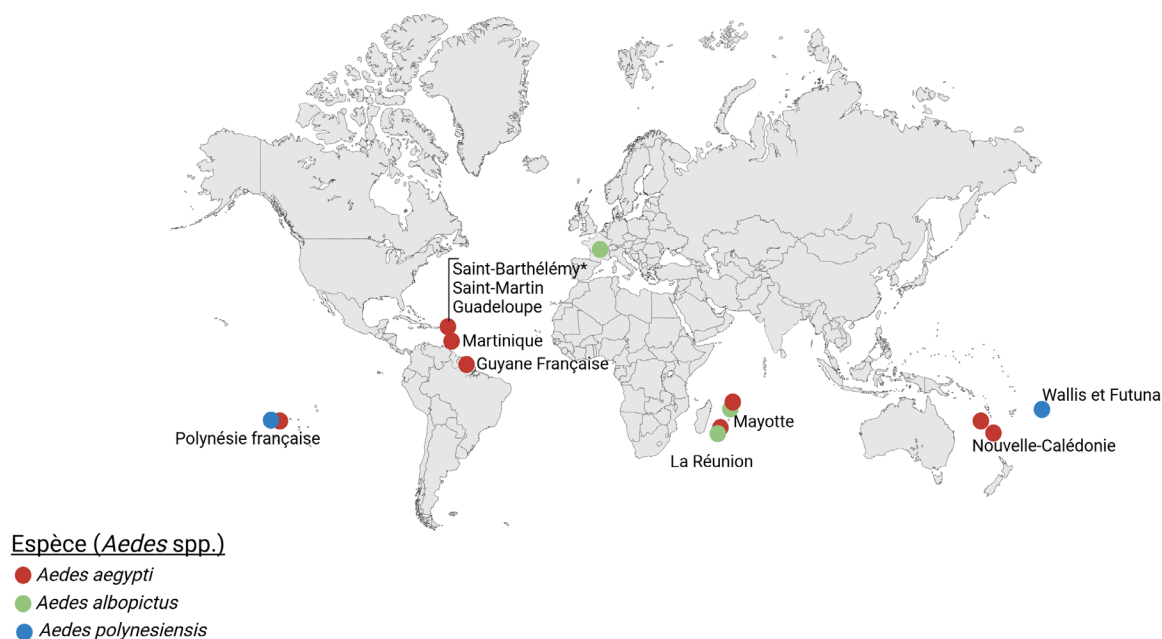 Saint-Barthélémy*
Saint-Martin
Guadeloupe
Martinique
Guyane Française
Wallis et Futuna
Mayotte
Polynésie française
Nouvelle-Calédonie
La Réunion
Espèce (Aedes spp.)
Aedes aegypti
Aedes albopictus
Aedes polynesiensis